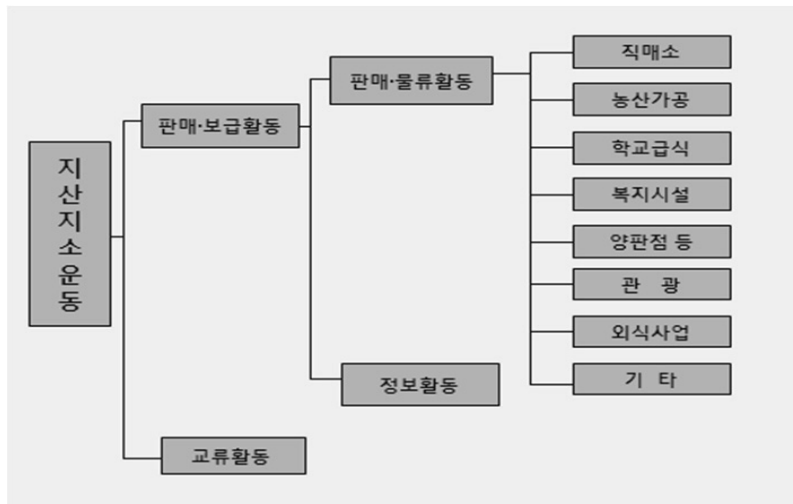 지산지소운동
판매·보급활동
교류활동
판매·물류활동
정보활동
직매소
농산가공
학교급식
복지시설
양판점 등
관 광
외식사업
기 타